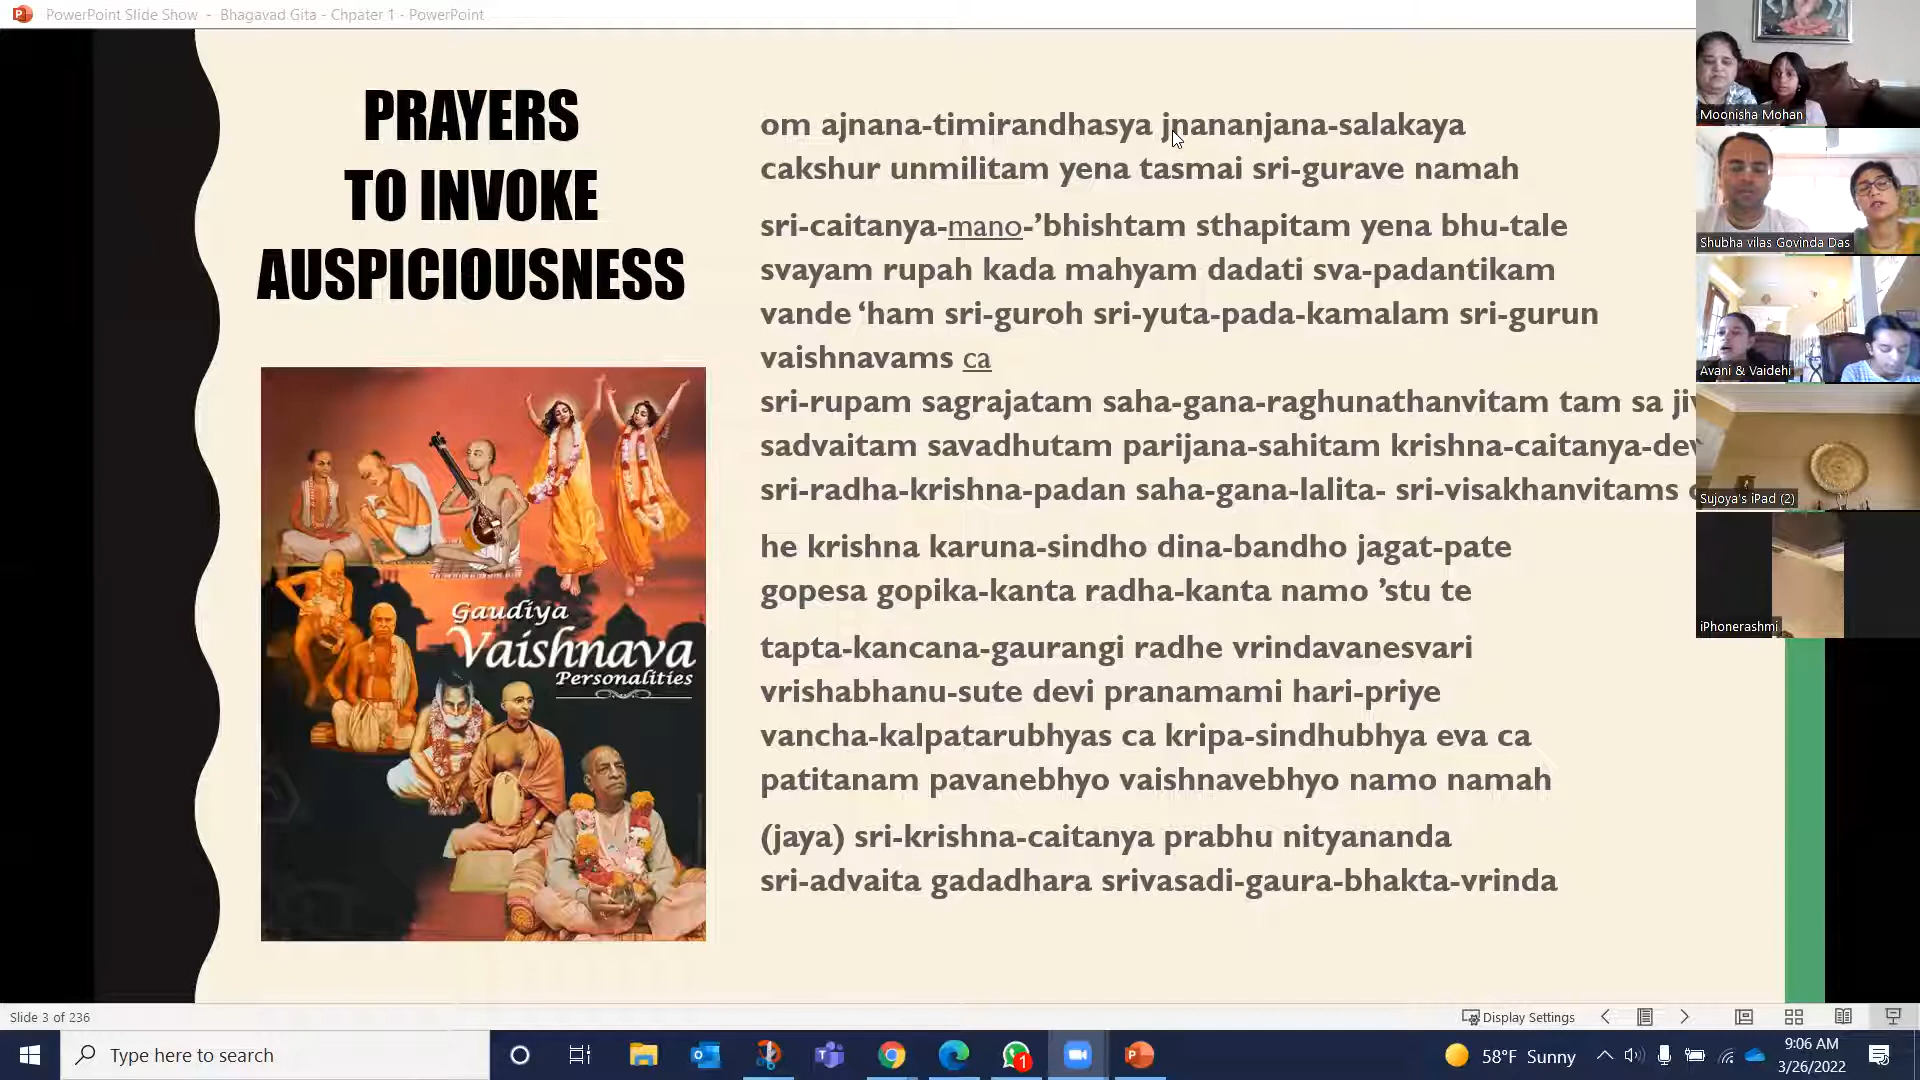 PowerPoint Slide Show - Bhagavad Gita - Chpater 1 - PowerPoint
PRAYERS
TO INVOKE
AUSPICIOUSNESS
Gaudiya
Vaishnava
Personalities
om ajnana-timirandhasya jnananjana-salakaya
cakshur unmilitam yena tasmai sri-gurave namah
sri-caitanya-mano-’bhishtam sthapitam yena bhu-tale
svayam rupah kada mahyam dadati sva-padantikam
vande ‘ham sri-guroh sri-yuta-pada-kamalam sri-gurun
vaishnavams ca
sri-rupam sagrajatam saha-gana-raghunathanvitam tam sa
sadvaitam savadhutam parijana-sahitam krishna-caitanya-
sri-radha-krishna-padan saha-gana-lalita- sri-visakhanvitams
he krishna karuna-sindho dina-bandho jagat-pate
gopesa gopika-kanta radha-kanta namo ’stu te
tapta-kancana-gaurangi radhe vrindavanesvari
vrishabhanu-sute devi pranamami hari-priye
vancha-kalpatarubhyas ca kripa-sindhubhya eva ca
patitanam pavanebhyo vaishnavebhyo namo namah
(jaya) sri-krishna-caitanya prabhu nityananda
sri-advaita gadadhara srivasadi-gaura-bhakta-vrinda
Moonisha Mohan
Shubha vilas Govinda Das
Avani & Vaidehi
Sujoya's iPad (2)
iPhonerashmi
Slide 3 of 236
Display Settings
Type here to search
1
58°F Sunny
9:06 AM
3/26/2022